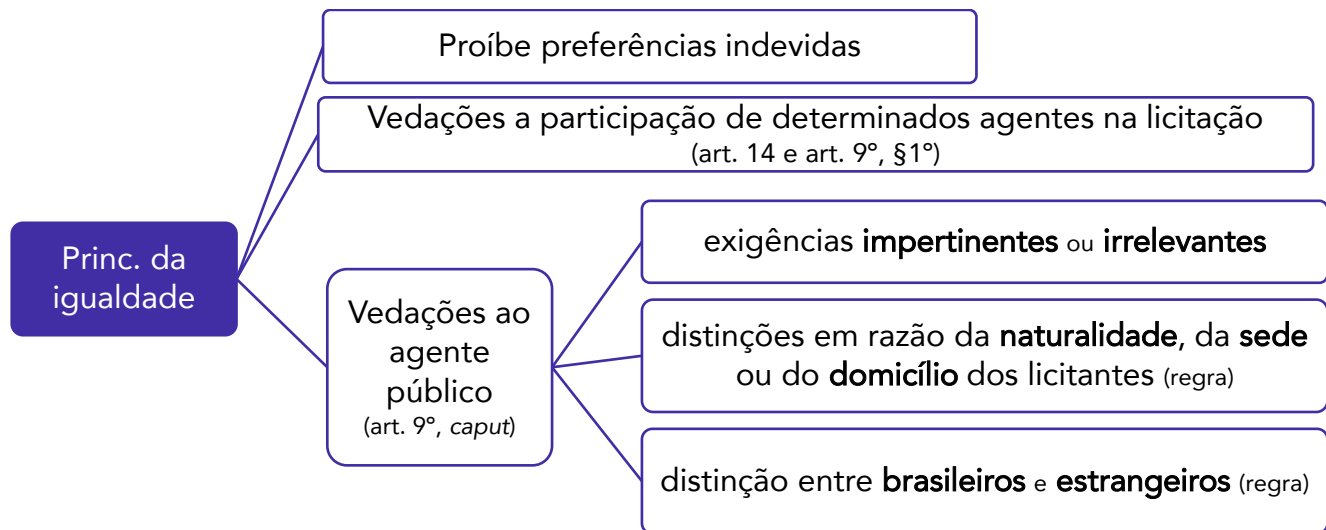 Proíbe preferências indevidas
Vedações a participação de determinados agentes na licitação
(art. 14 e art. 9º, §1º)
Princ. da
igualdade
Vedações ao
agente
público
(art. 9º, caput)
exigências impertinentes ou irrelevantes
distinções em razão da naturalidade, da sede
ou do domicílio dos licitantes (regra)
distinção entre brasileiros e estrangeiros (regra)